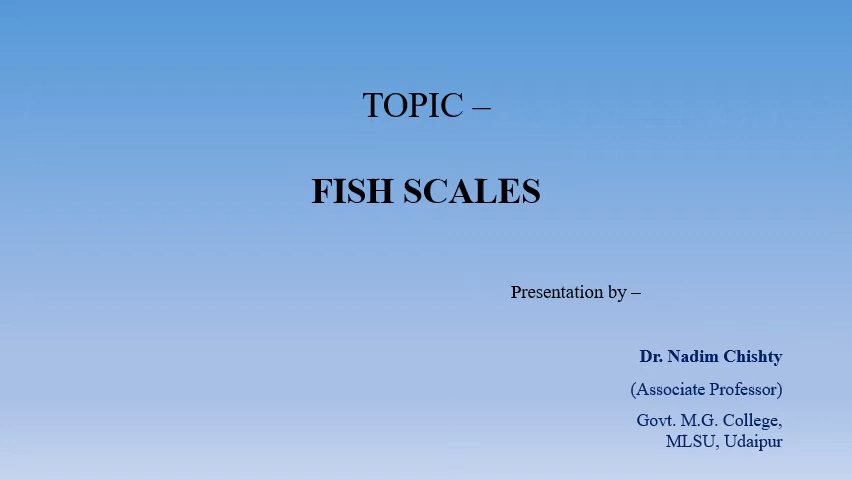 TOPIC –
FISH SCALES
Presentation by –
Dr. Nadim Chishty
(Associate Professor)
Govt. M.G. College,
MLSU, Udaipur